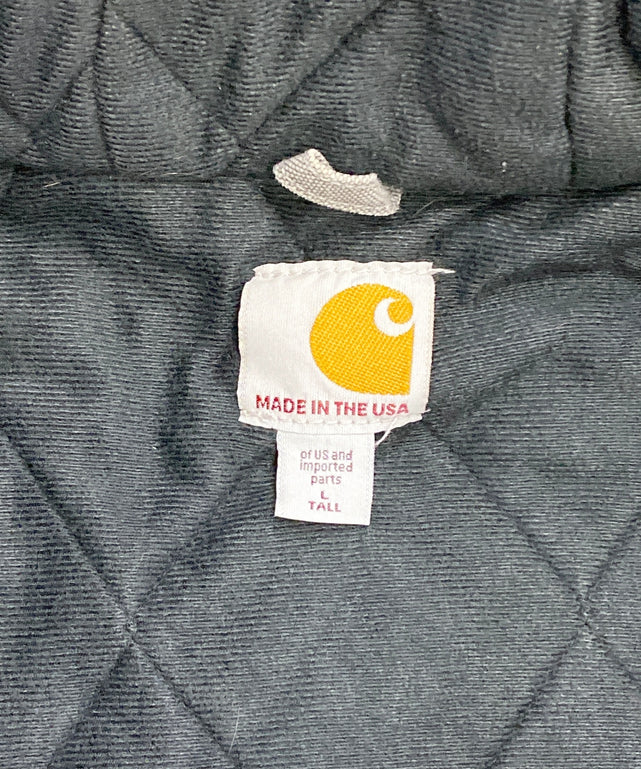 MADE IN THE USA
of US and
imported
parts
L
TALL